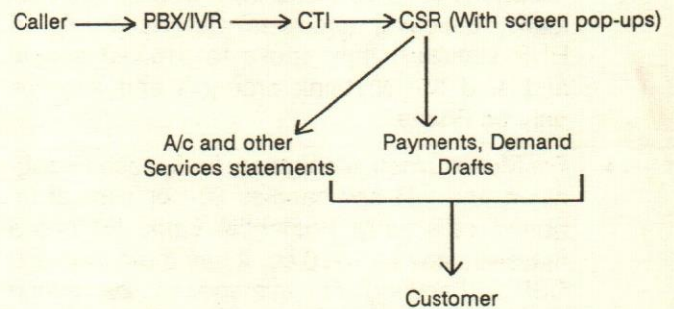 Caller PBX/IVR CTI CSR (With screen pop-ups)
A/c and other
Services statements
Payments, Demand
Drafts
Customer